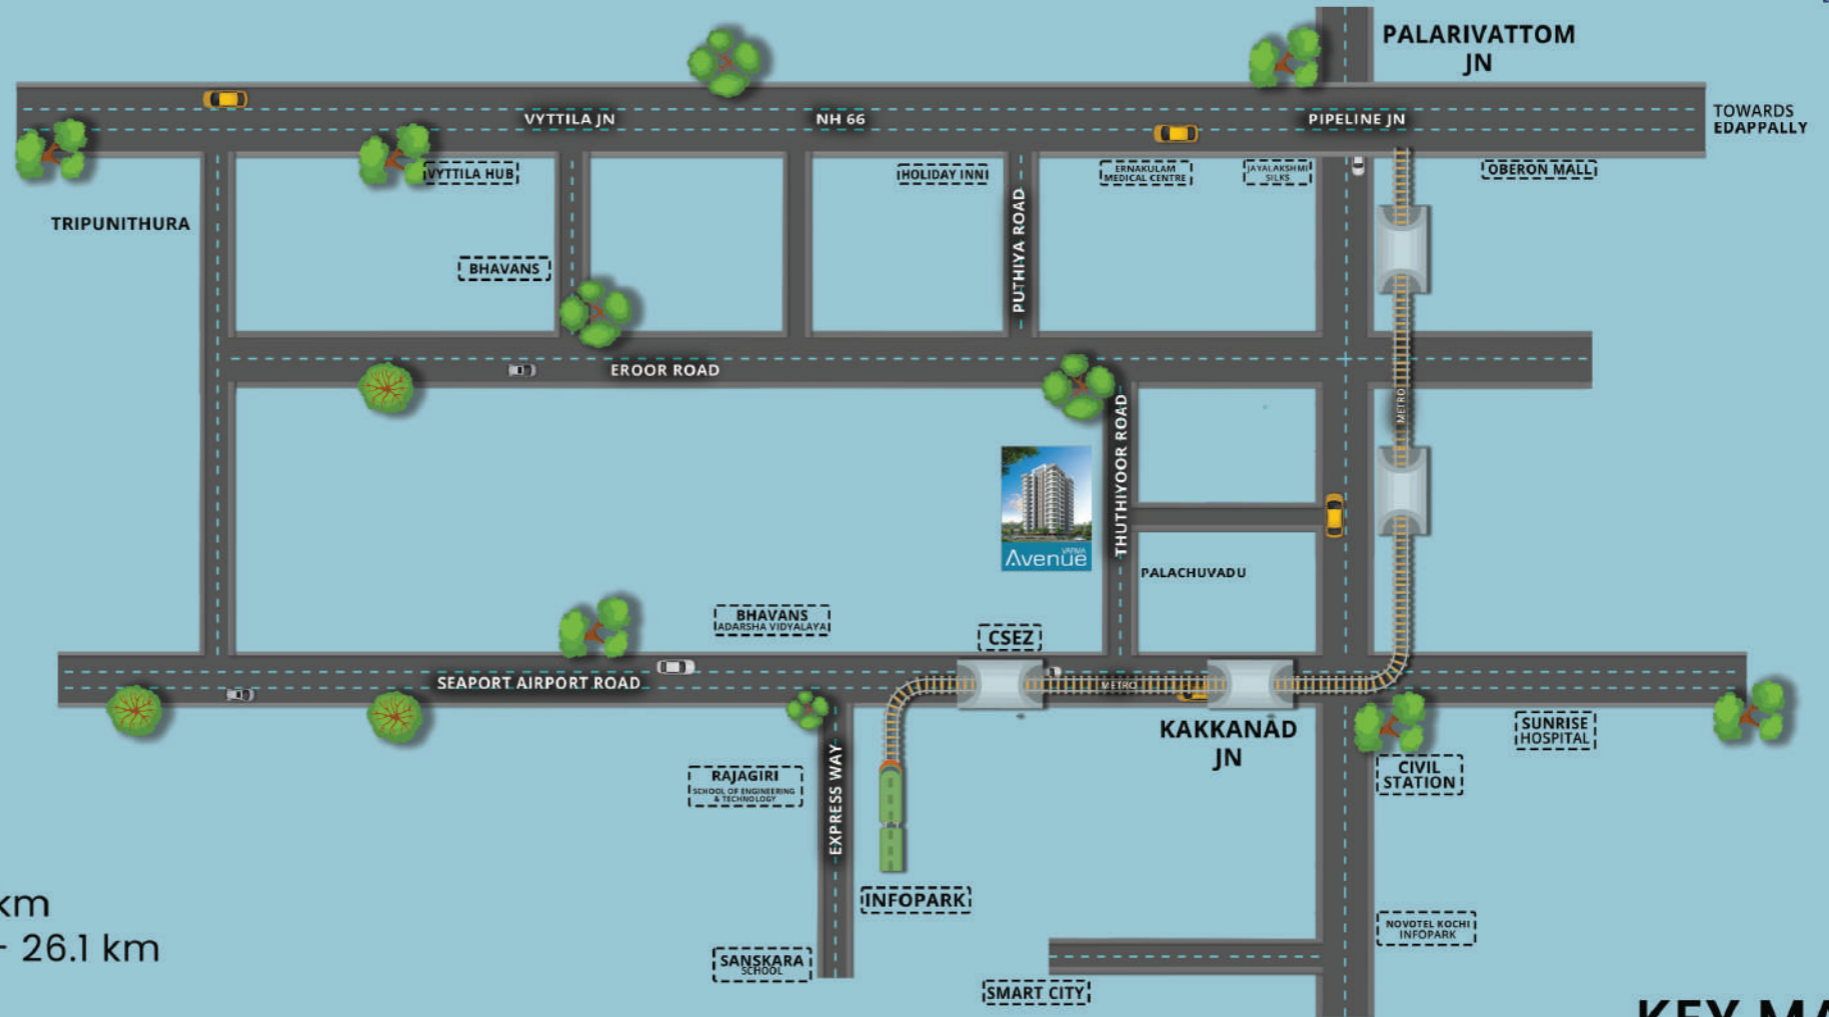 PALARIVATTOM
JN
VYTTILA JN
NH 66
PIPELINE JN
TOWARDS
EDAPPALLY
VYTTILA HUB
HOLIDAY INN
ERNAKULAM
MEDICAL CENTRE
JAYALAKSHMI
SILKS
OBERON MALL
TRIPUNITHURA
BHAVANS
PUTHIYA ROAD
EROOR ROAD
METRO
THUTHIYOOR ROAD
Avenue
PALACHUVADU
BHAVANS
ADARSHA VIDYALAYA
CSEZ
SEAPORT AIRPORT ROAD
METRO
KAKKANAD
JN
SUNRISE
HOSPITAL
CIVIL
STATION
RAJAGIRI
SCHOOL OF ENGINEERING
& TECHNOLOGY
EXPRESS WAY
INFOPARK
NOVOTEL KOCHI
INFOPARK
SANSKARA
SCHOOL
SMART CITY
km
- 26.1 km
KEY